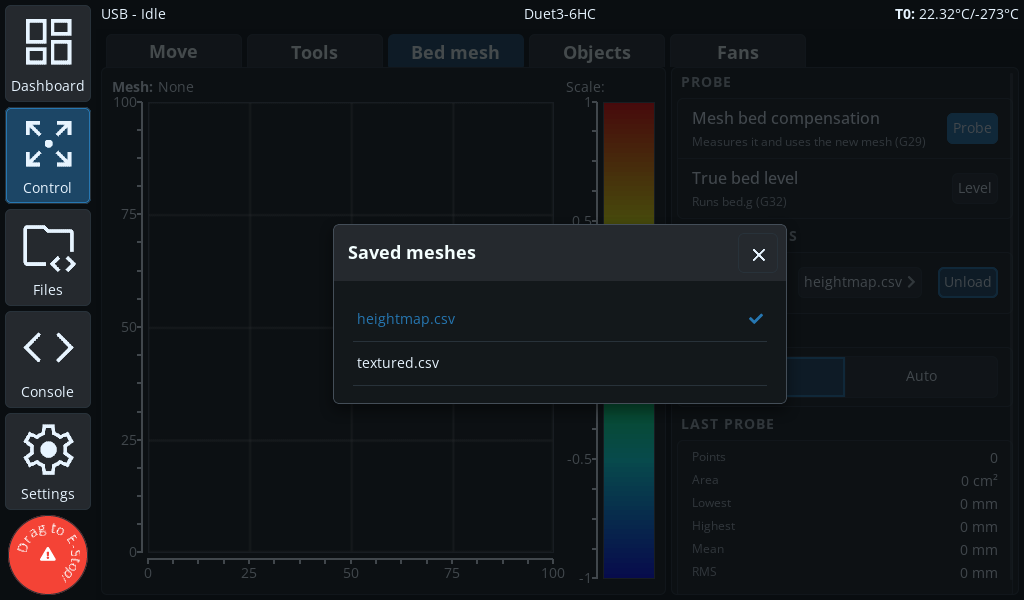 USB - Idle
Duet3-6HC
T0: 22.32°C/-273°C
Dashboard
Control
Files
Console
Settings
Drag to E-Stop!
Move
Tools
Bed mesh
Objects
Fans
Mesh: None
Scale:
100
75
50
25
0
0
25
50
75
100
1
0.5
-0.5
-1
PROBE
Mesh bed compensation
Measures it and uses the new mesh (G29)
Probe
True bed level
Runs bed.g (G32)
Level
S
heightmap.csv
Unload
Auto
LAST PROBE
Points
0
Area
0 cm²
Lowest
0 mm
Highest
0 mm
Mean
0 mm
RMS
0 mm
Saved meshes
heightmap.csv
textured.csv